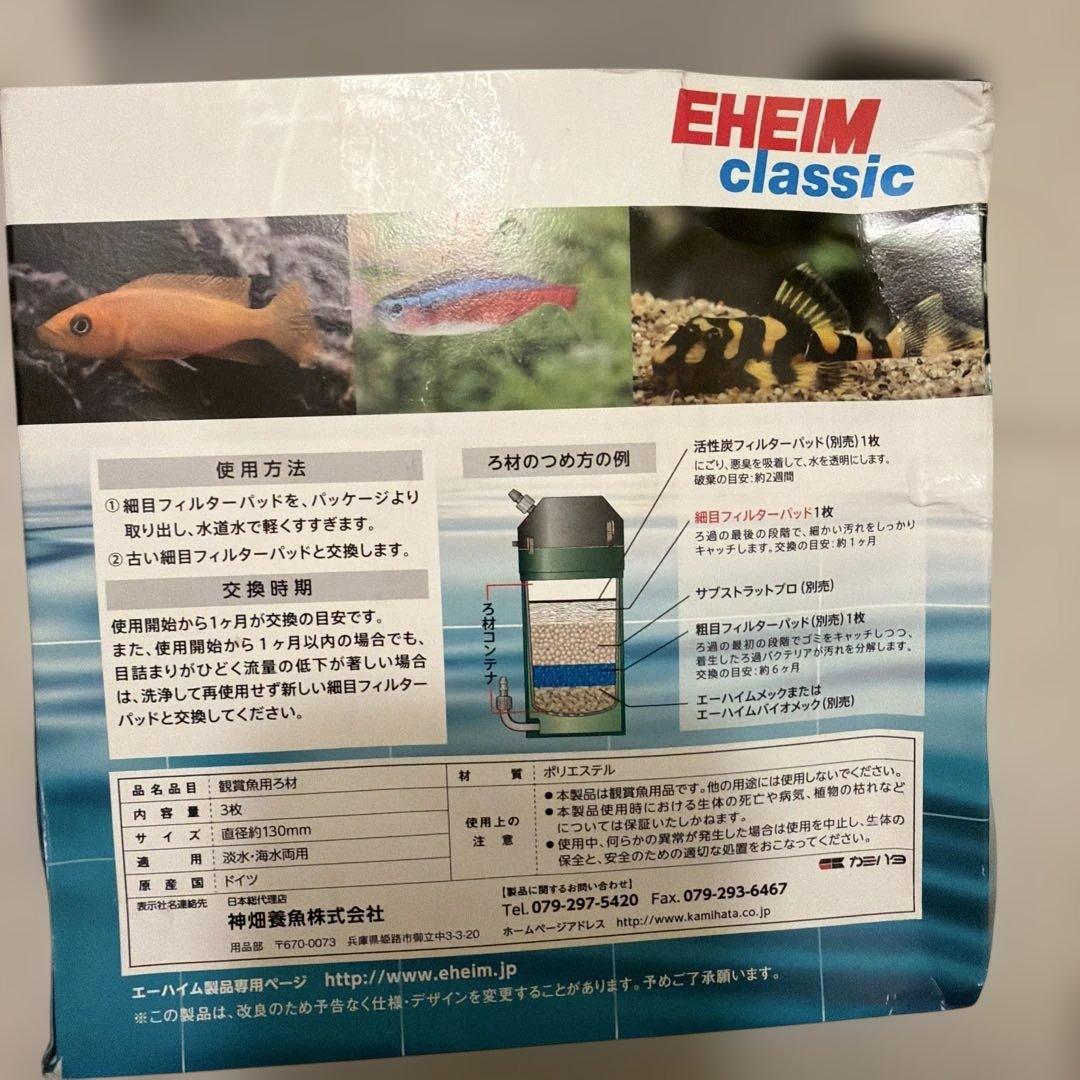 EHEIM
classic
使用方法
①細目フィルターパッドを、パッケージより
取り出し、水道水で軽くすすぎます。
②古い細目フィルターパッドと交換します。
交換時期
使用開始から1ヶ月が交換の目安です。
また、使用開始から1ヶ月以内の場合でも、
目詰まりがひどく流量の低下が著しい場合
は、洗浄して再使用せず新しい細目フィルター
パッドと交換してください。
ろ材のつめ方の例
ろ材コンテナ
活性炭フィルターパッド(別売)1枚
にごり、悪臭を吸着して、水を透明にします。
破棄の目安:約2週間
細目フィルターパッド1枚
ろ過の最後の段階で、細かい汚れをしっかり
キャッチします。交換の目安:約1ヶ月
サブストラットプロ(別売)
粗目フィルターパッド(別売)1枚
ろ過の最初の段階でゴミをキャッチしつつ、
着生したろ過バクテリアが汚れを分解します。
交換の目安:約6ヶ月
エーハイムメックまたは
エーハイムバイオメック(別売)
品名品目 観賞魚用ろ材
内容量 3枚
サイズ 直径約130mm
適用 淡水・海水両用
原産国 ドイツ
材質 ポリエステル
使用上の
注意
●本製品は観賞魚用品です。他の用途には使用しないでください。
●本製品使用時における生体の死亡や病気、植物の枯れなど
については保証いたしかねます。
●使用中、何らかの異常が発生した場合は使用を中止し、生体の
保全と、安全のための適切な処置をおこなってください。
カミハタ
表示社名連絡先
日本総代理店
神畑養魚株式会社
用品部 〒670-0073 兵庫県姫路市御立中3-3-20
【製品に関するお問い合わせ】
Tel. 079-297-5420 Fax. 079-293-6467
ホームページアドレス http://www.kamihata.co.jp
エーハイム製品専用ページ http://www.eheim.jp
※この製品は、改良のため予告なく仕様・デザインを変更することがあります。予めご了承願います。